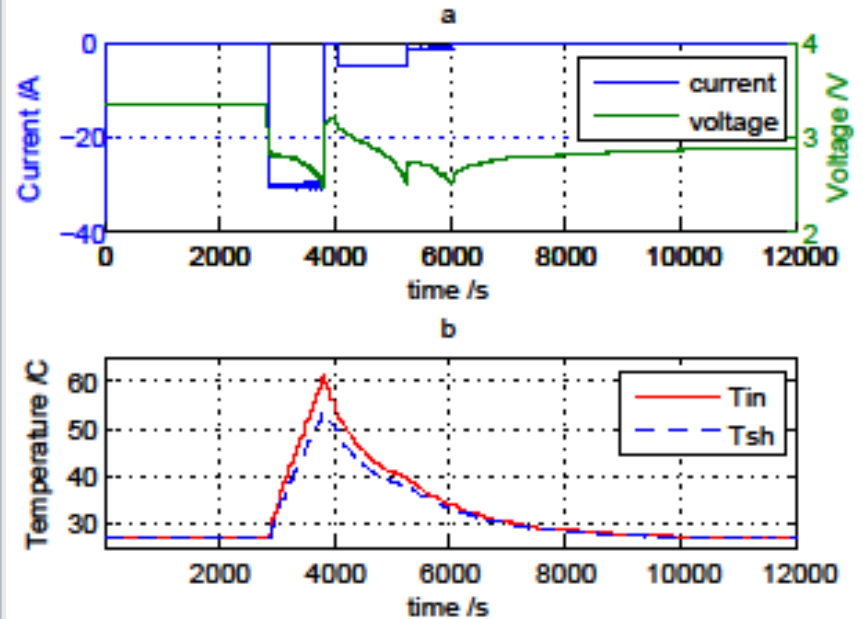 a
0
−20
−40
Current /A
4
3
2
Voltage /V
current
voltage
0 2000 4000 6000 8000 10000 12000
time /s
b
60
50
40
30
Temperature /C
Tin
Tsh
2000 4000 6000 8000 10000 12000
time /s